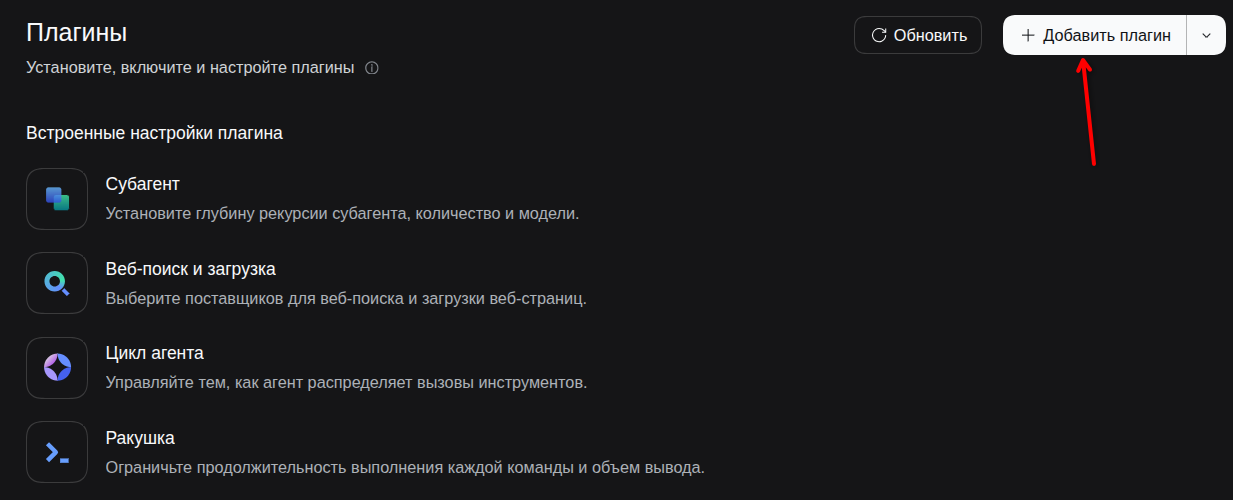 Плагины
Обновить
Добавить плагин
Установите, включите и настройте плагины
Встроенные настройки плагина
Субагент
Установите глубину рекурсии субагента, количество и модели.
Веб-поиск и загрузка
Выберите поставщиков для веб-поиска и загрузки веб-страниц.
Цикл агента
Управляйте тем, как агент распределяет вызовы инструментов.
Ракушка
Ограничьте продолжительность выполнения каждой команды и объем вывода.